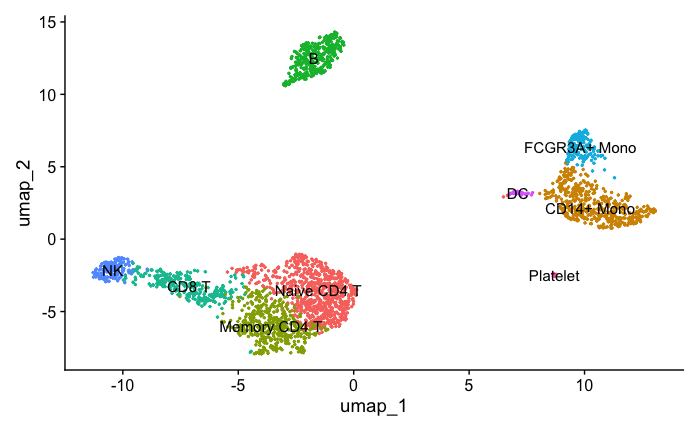 15
10
5
0
-5
umap_2
B
FCGR3A+ Mono
DC
CD14+ Mono
NK
CD8 T
Naive CD4 T
Platelet
Memory CD4 T
-10
-5
0
5
10
umap_1